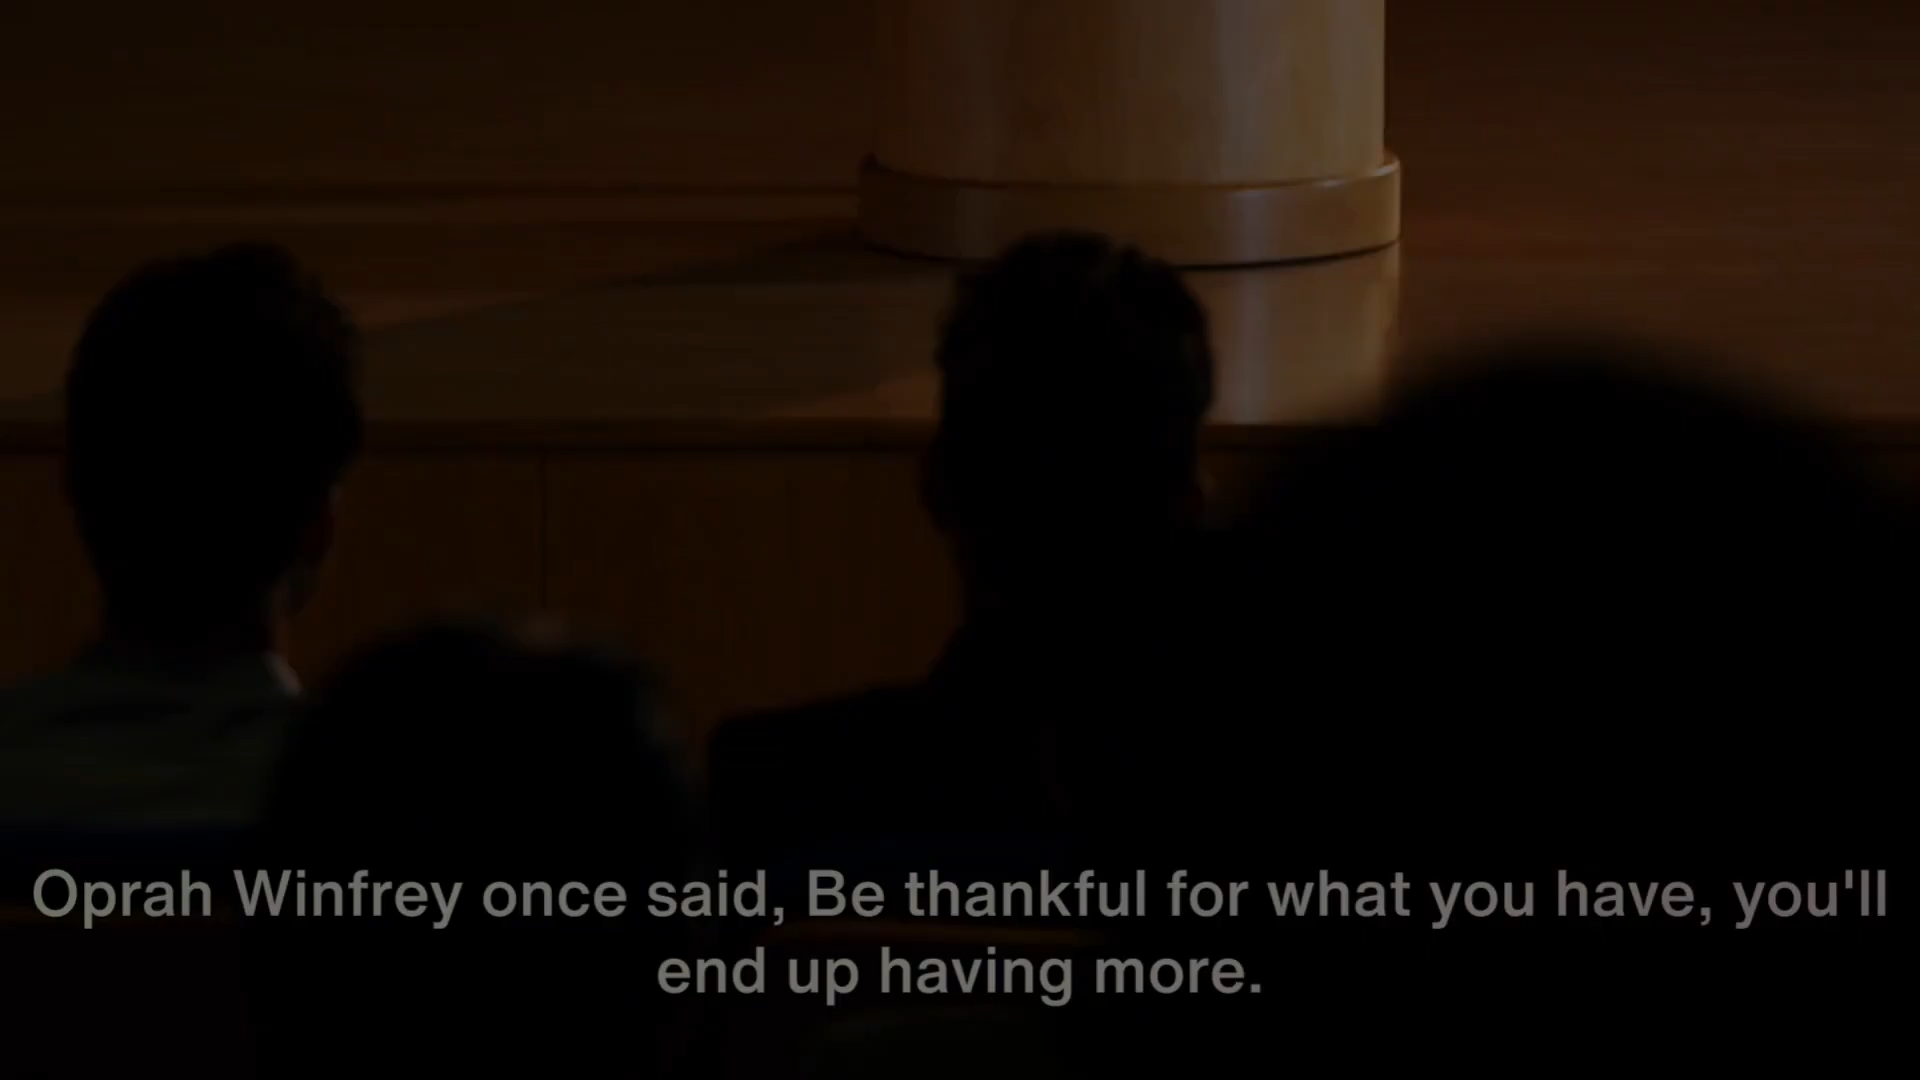 Oprah Winfrey once said, Be thankful for what you have, you'll
end up having more.